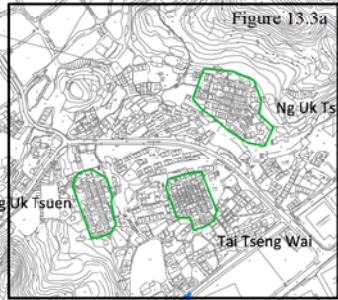 Figure 13.3a
Ng Uk Ts
g Uk Tsuen
Tai Tseng Wai